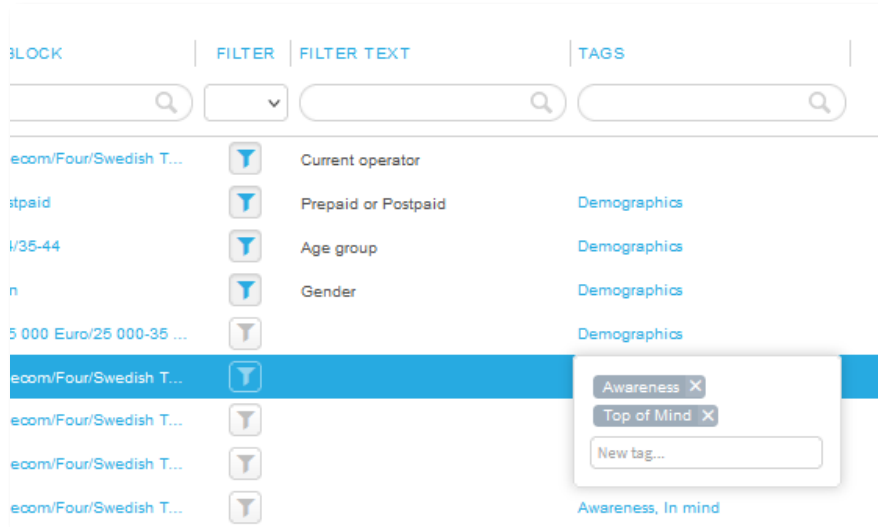 BLOCK FILTER FILTER TEXT TAGS
ecom/Four/Swedish T... Current operator
stpaid Prepaid or Postpaid Demographics
4/35-44 Age group Demographics
n Gender Demographics
5 000 Euro/25 000-35 ... Demographics
ecom/Four/Swedish T... Awareness ×
ecom/Four/Swedish T... Top of Mind ×
New tag...
ecom/Four/Swedish T...
ecom/Four/Swedish T... Awareness, In mind